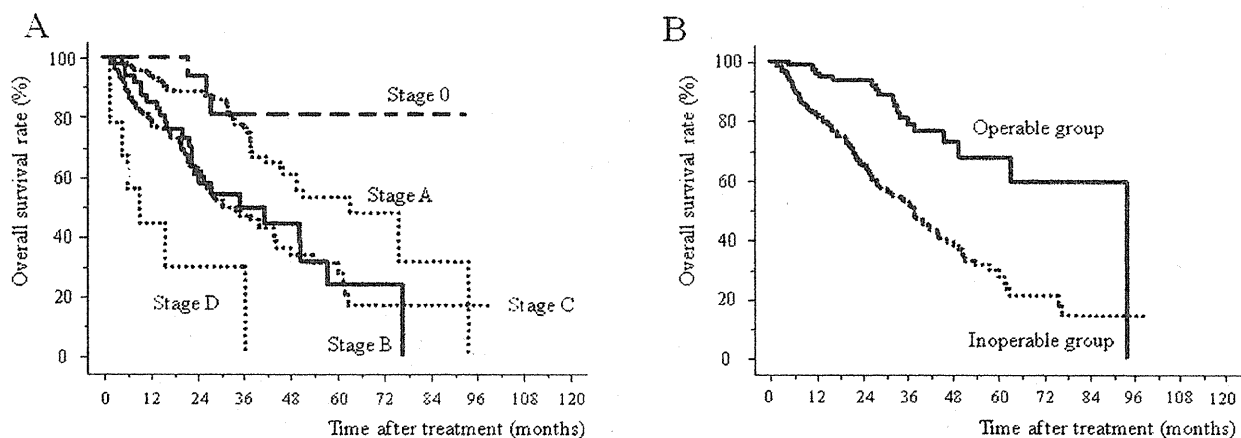 A
Overall survival rate (%)
100
80
60
40
20
0
Stage 0
Stage A
Stage D
Stage B
Stage C
0 12 24 36 48 60 72 84 96 108 120
Time after treatment (months)
B
Overall survival rate (%)
100
80
60
40
20
0
Operable group
Inoperable group
0 12 24 36 48 60 72 84 96 108 120
Time after treatment (months)